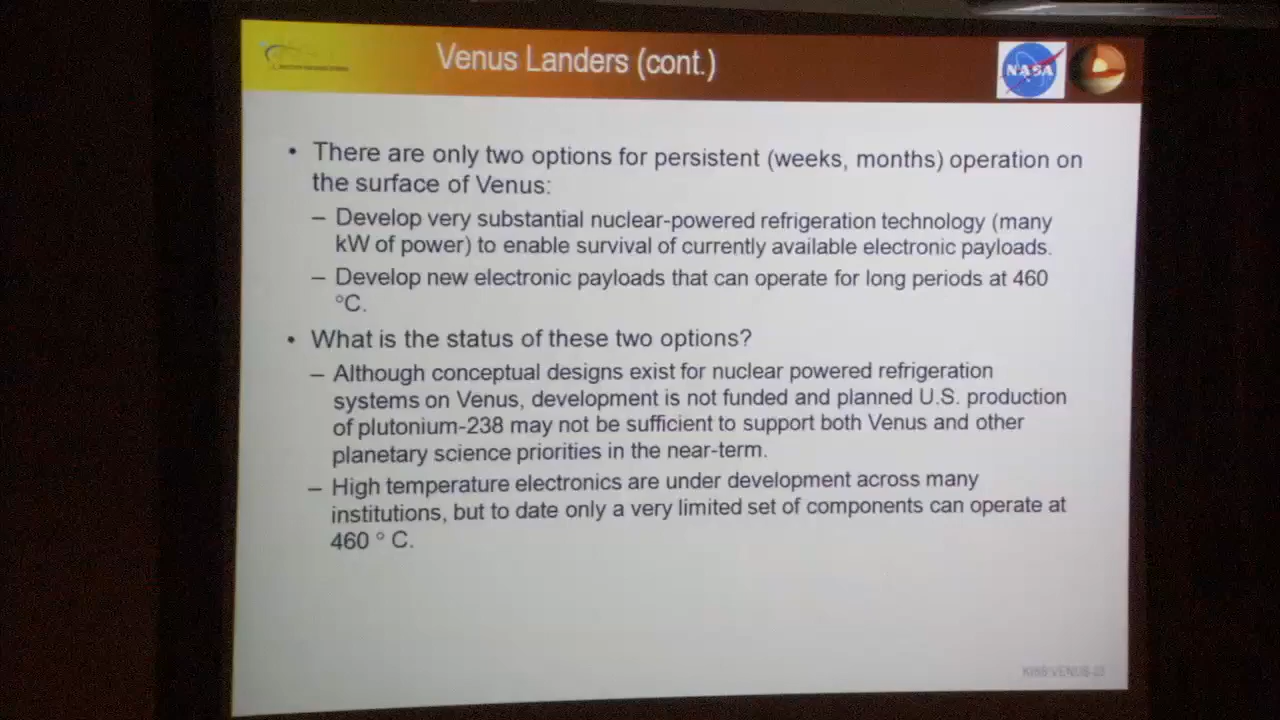 Venus Landers (cont.)
NASA
• There are only two options for persistent (weeks, months) operation on
the surface of Venus:
– Develop very substantial nuclear-powered refrigeration technology (many
kW of power) to enable survival of currently available electronic payloads.
– Develop new electronic payloads that can operate for long periods at 460
°C.
• What is the status of these two options?
– Although conceptual designs exist for nuclear powered refrigeration
systems on Venus, development is not funded and planned U.S. production
of plutonium-238 may not be sufficient to support both Venus and other
planetary science priorities in the near-term.
– High temperature electronics are under development across many
institutions, but to date only a very limited set of components can operate at
460 ° C.